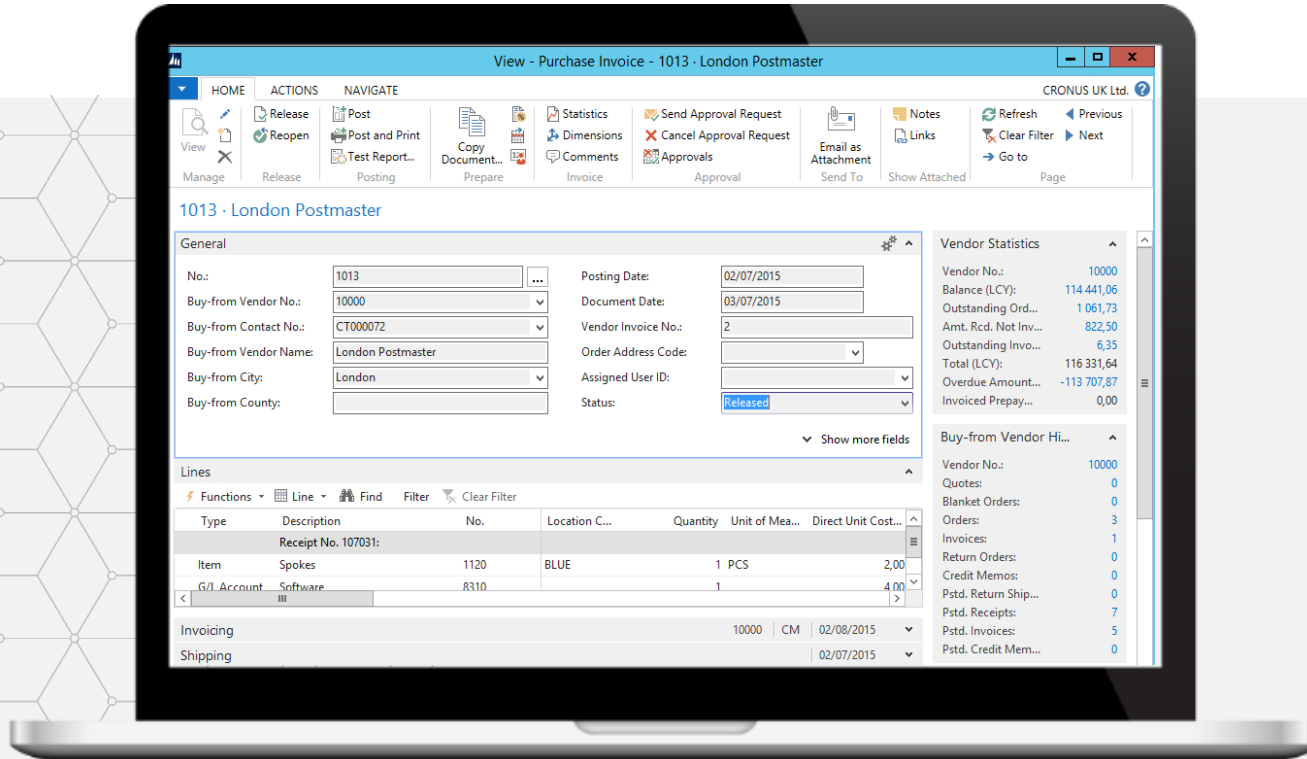 View - Purchase Invoice - 1013 · London Postmaster
HOME ACTIONS NAVIGATE CRONUS UK Ltd.
View
Manage
Release
Reopen
Release
Post
Post and Print
Test Report...
Posting
Copy Document...
Prepare
Statistics
Dimensions
Comments
Invoice
Send Approval Request
Cancel Approval Request
Approvals
Approval
Email as Attachment
Send To
Notes
Links
Show Attached
Refresh
Clear Filter
Go to
Previous
Next
Page
1013 · London Postmaster
General
No.: 1013 ...
Buy-from Vendor No.: 10000
Buy-from Contact No.: CT000072
Buy-from Vendor Name: London Postmaster
Buy-from City: London
Buy-from County:
Posting Date: 02/07/2015
Document Date: 03/07/2015
Vendor Invoice No.: 2
Order Address Code:
Assigned User ID:
Status: Released
Show more fields
Lines
Functions Line Find Filter Clear Filter
Type Description No. Location C... Quantity Unit of Mea... Direct Unit Cost...
Receipt No. 107031:
Item Spokes 1120 BLUE 1 PCS 2,00
G/L Account Software 8310 1 4,00
Invoicing 10000 CM 02/08/2015
Shipping 02/07/2015
Vendor Statistics
Vendor No.: 10000
Balance (LCY): 114 441,06
Outstanding Ord... 1 061,73
Amt. Rcd. Not Inv... 822,50
Outstanding Invo... 6,35
Total (LCY): 116 331,64
Overdue Amount... -113 707,87
Invoiced Prepay... 0,00
Buy-from Vendor Hi...
Vendor No.: 10000
Quotes: 0
Blanket Orders: 0
Orders: 3
Invoices: 1
Return Orders: 0
Credit Memos: 0
Pstd. Return Ship... 0
Pstd. Receipts: 7
Pstd. Invoices: 5
Pstd. Credit Mem... 0